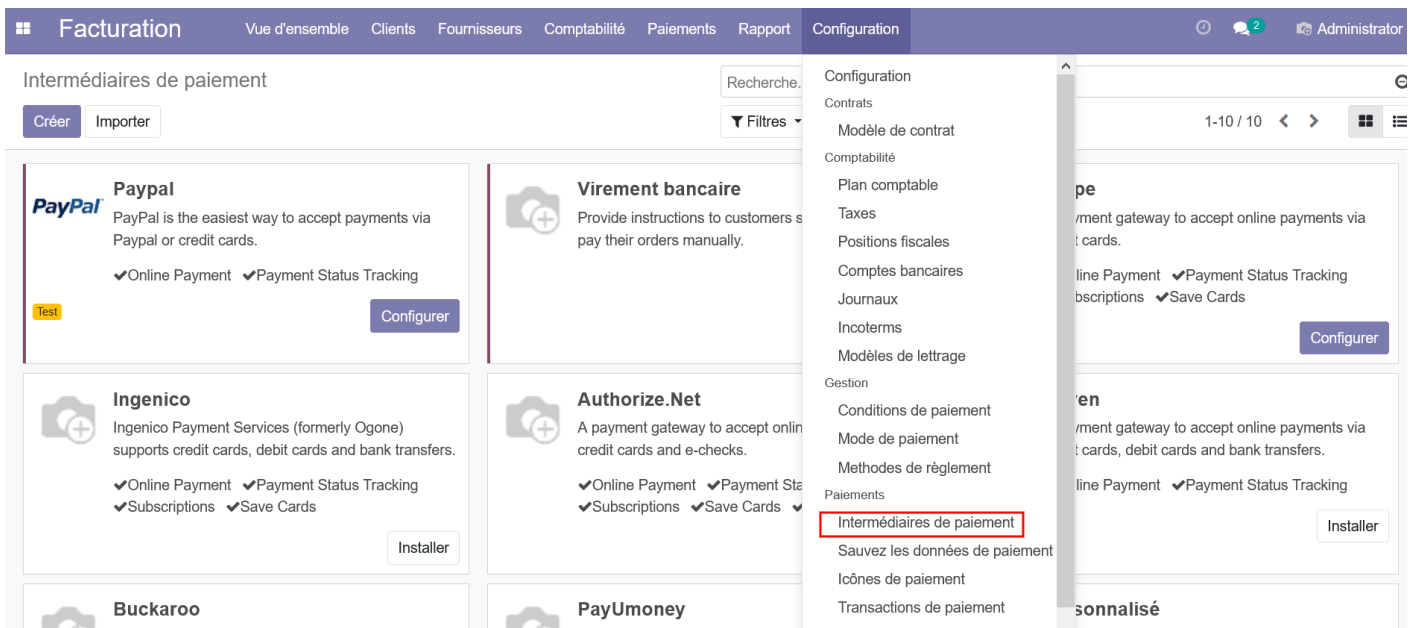 Facturation
Vue d'ensemble Clients Fournisseurs Comptabilité Paiements Rapport Configuration
2
Administrator
Intermédiaires de paiement
Recherche.
Créer Importer
Filtres
1-10 / 10
Configuration
Contrats
Modèle de contrat
Comptabilité
Plan comptable
Taxes
Positions fiscales
Comptes bancaires
Journaux
Incoterms
Modèles de lettrage
Gestion
Conditions de paiement
Mode de paiement
Methodes de règlement
Paiements
Intermédiaires de paiement
Sauvez les données de paiement
Icônes de paiement
Transactions de paiement
PayPal
Paypal
PayPal is the easiest way to accept payments via
Paypal or credit cards.
✔Online Payment ✔Payment Status Tracking
Test
Configurer
Virement bancaire
Provide instructions to customers s
pay their orders manually.
pe
yment gateway to accept online payments via
t cards.
line Payment ✔Payment Status Tracking
bscriptions ✔Save Cards
Configurer
Ingenico
Ingenico Payment Services (formerly Ogone)
supports credit cards, debit cards and bank transfers.
✔Online Payment ✔Payment Status Tracking
✔Subscriptions ✔Save Cards
Installer
Authorize.Net
A payment gateway to accept onlin
credit cards and e-checks.
✔Online Payment ✔Payment Sta
✔Subscriptions ✔Save Cards ✔
en
yment gateway to accept online payments via
t cards, debit cards and bank transfers.
line Payment ✔Payment Status Tracking
Installer
Buckaroo
PayUmoney
sonnalisé